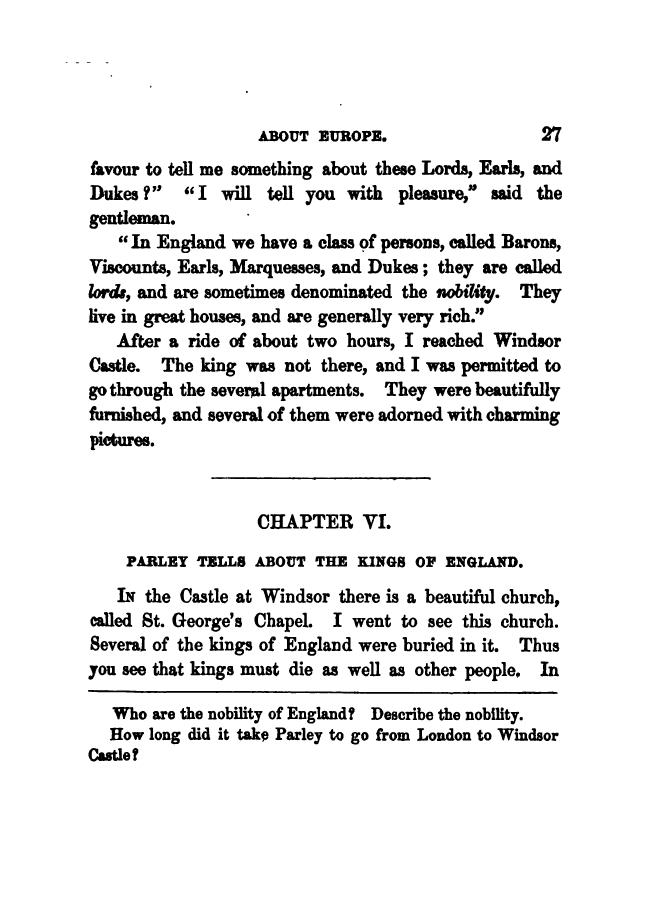 ABOUT EUROPE. 27
favour to tell me something about these Lords, Earls, and
Dukes?” “I will tell you with pleasure,” said the
gentleman.
“In England we have a class of persons, called Barons,
Viscounts, Earls, Marquesses, and Dukes; they are called
lords, and are sometimes denominated the nobility. They
live in great houses, and are generally very rich.”
After a ride of about two hours, I reached Windsor
Castle. The king was not there, and I was permitted to
go through the several apartments. They were beautifully
furnished, and several of them were adorned with charming
pictures.
CHAPTER VI.
PARLEY TELLS ABOUT THE KINGS OF ENGLAND.
In the Castle at Windsor there is a beautiful church,
called St. George's Chapel. I went to see this church.
Several of the kings of England were buried in it. Thus
you see that kings must die as well as other people. In
Who are the nobility of England? Describe the nobility.
How long did it take Parley to go from London to Windsor
Castle?